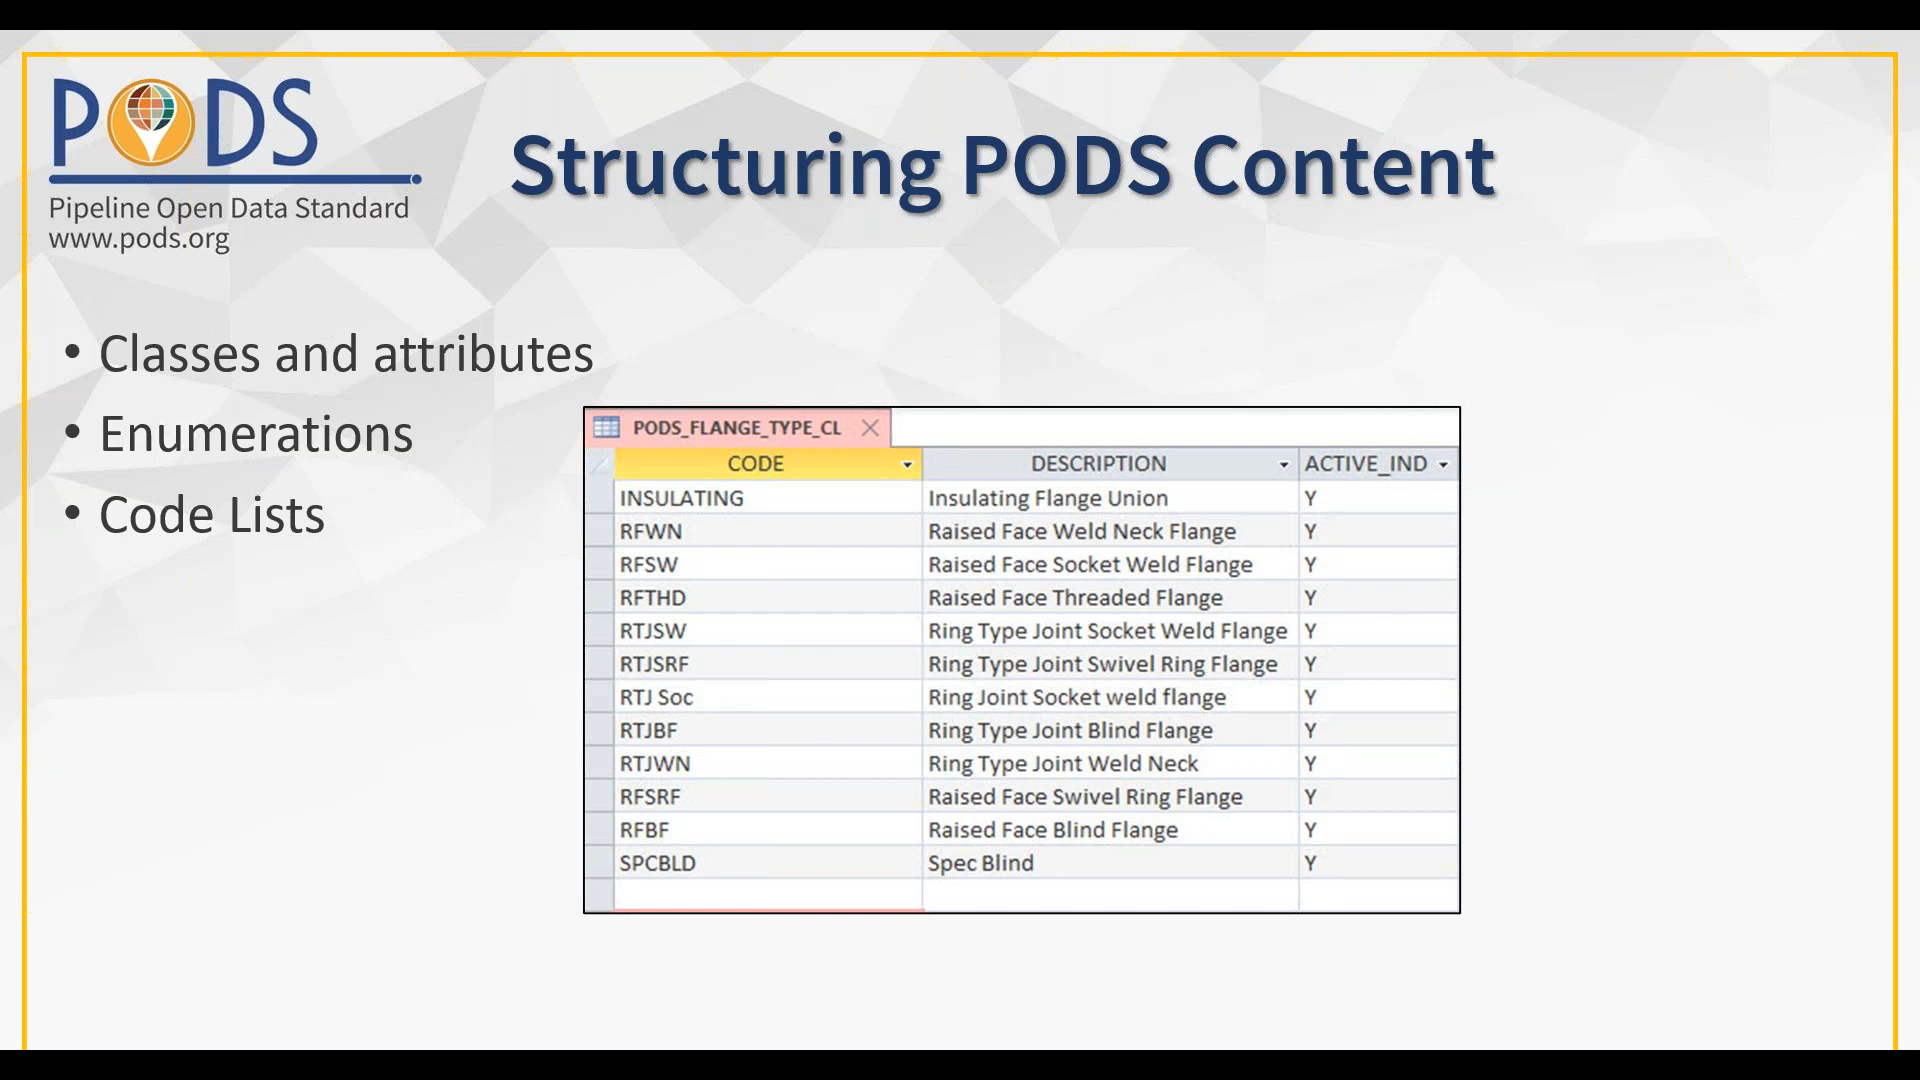 PODS
Pipeline Open Data Standard
www.pods.org
Structuring PODS Content
• Classes and attributes
• Enumerations
• Code Lists
PODS_FLANGE_TYPE_CL
CODE DESCRIPTION ACTIVE_IND
INSULATING Insulating Flange Union Y
RFWN Raised Face Weld Neck Flange Y
RFSW Raised Face Socket Weld Flange Y
RFTHD Raised Face Threaded Flange Y
RTJSW Ring Type Joint Socket Weld Flange Y
RTJSRF Ring Type Joint Swivel Ring Flange Y
RTJ Soc Ring Joint Socket weld flange Y
RTJBF Ring Type Joint Blind Flange Y
RTJWN Ring Type Joint Weld Neck Y
RFSRF Raised Face Swivel Ring Flange Y
RFBF Raised Face Blind Flange Y
SPCBLD Spec Blind Y